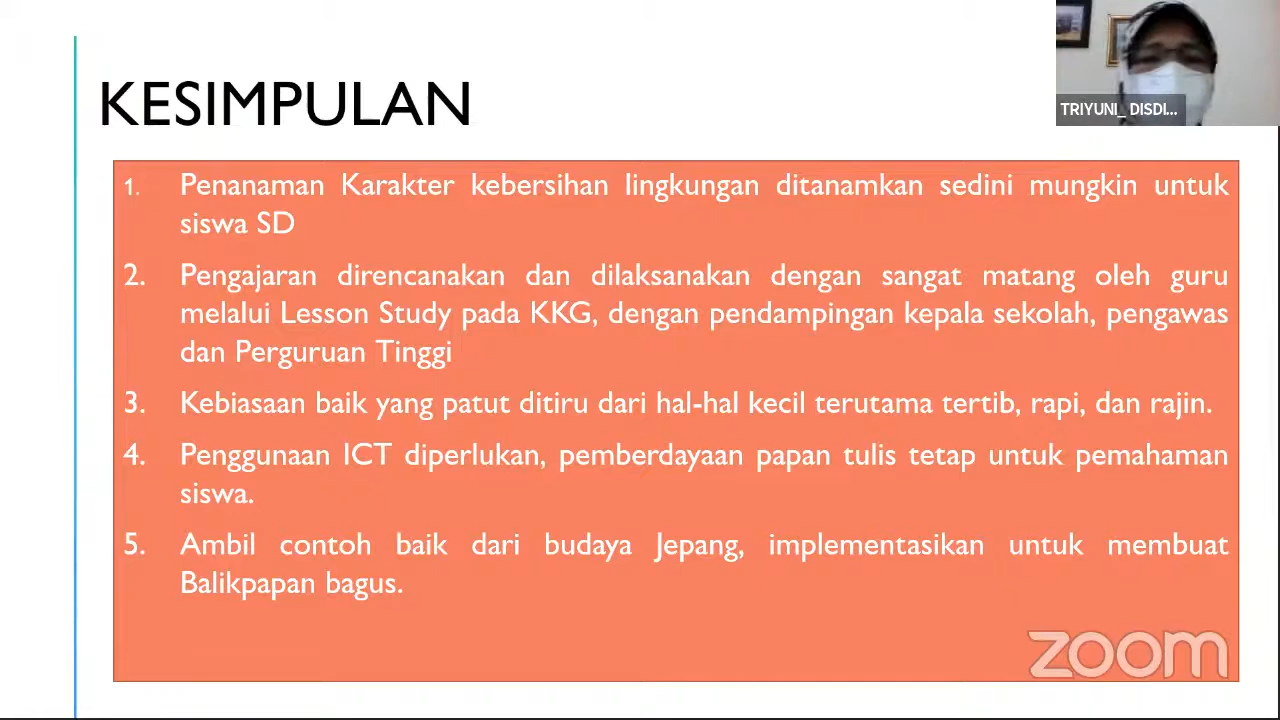 KESIMPULAN
TRIYUNI_ DISDI...
1. Penanaman Karakter kebersihan lingkungan ditanamkan sedini mungkin untuk
siswa SD
2. Pengajaran direncanakan dan dilaksanakan dengan sangat matang oleh guru
melalui Lesson Study pada KKG, dengan pendampingan kepala sekolah, pengawas
dan Perguruan Tinggi
3. Kebiasaan baik yang patut ditiru dari hal-hal kecil terutama tertib, rapi, dan rajin.
4. Penggunaan ICT diperlukan, pemberdayaan papan tulis tetap untuk pemahaman
siswa.
5. Ambil contoh baik dari budaya Jepang, implementasikan untuk membuat
Balikpapan bagus.
zoom